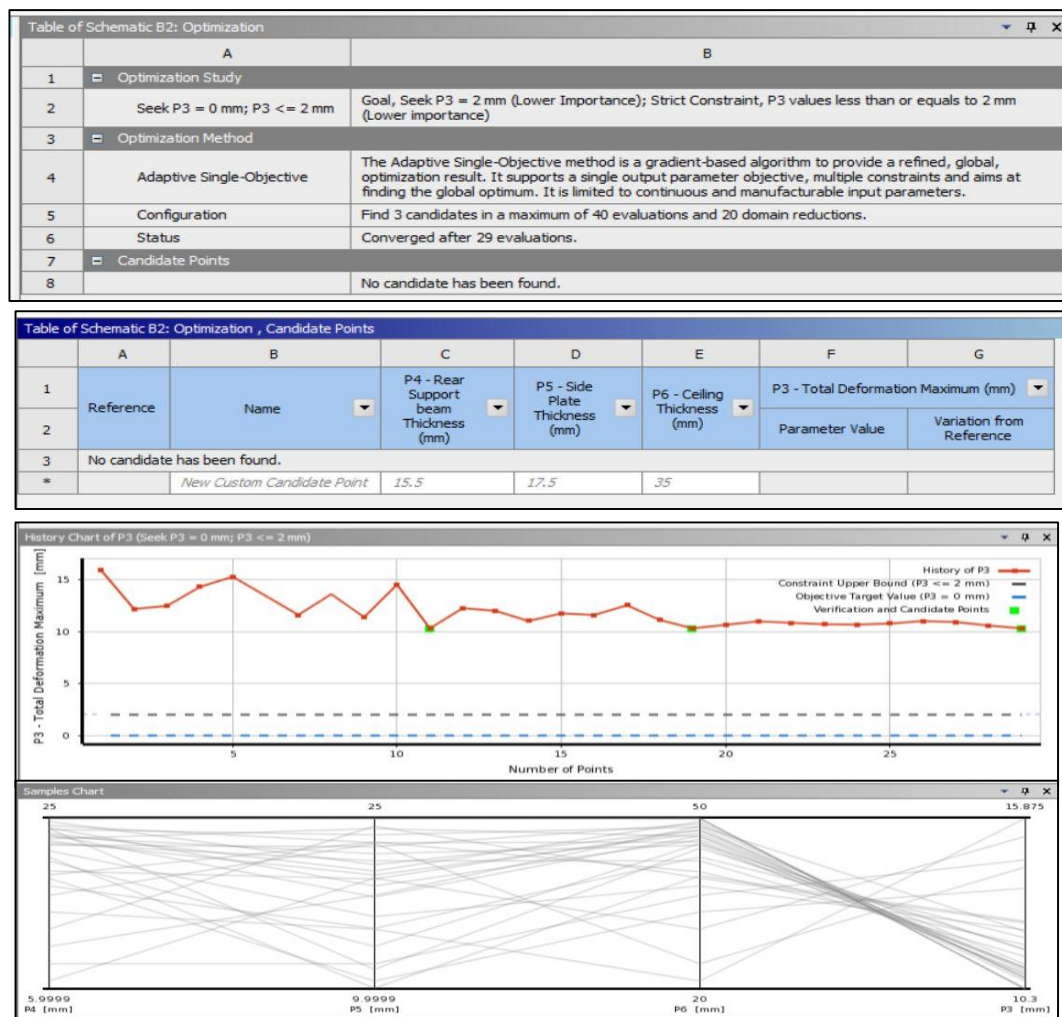 Table of Schematic B2: Optimization
A B
1 Optimization Study
2 Seek P3 = 0 mm; P3 <= 2 mm Goal, Seek P3 = 2 mm (Lower Importance); Strict Constraint, P3 values less than or equals to 2 mm
(Lower importance)
3 Optimization Method
4 Adaptive Single-Objective The Adaptive Single-Objective method is a gradient-based algorithm to provide a refined, global,
optimization result. It supports a single output parameter objective, multiple constraints and aims at
finding the global optimum. It is limited to continuous and manufacturable input parameters.
5 Configuration Find 3 candidates in a maximum of 40 evaluations and 20 domain reductions.
6 Status Converged after 29 evaluations.
7 Candidate Points
8 No candidate has been found.
Table of Schematic B2: Optimization , Candidate Points
A B C D E F G
1 Reference Name P4 - Rear Support beam Thickness (mm) P5 - Side Plate Thickness (mm) P6 - Ceiling Thickness (mm) P3 - Total Deformation Maximum (mm)
2 Parameter Value Variation from Reference
3 No candidate has been found.
* New Custom Candidate Point 15.5 17.5 35
History Chart of P3 (Seek P3 = 0 mm; P3 <= 2 mm)
P3 - Total Deformation Maximum [mm]
15
10
5
0
History of P3
Constraint Upper Bound (P3 <= 2 mm)
Objective Target Value (P3 = 0 mm)
Verification and Candidate Points
5 10 15 20 25
Number of Points
Samples Chart
25 25 50 15.875
5.9999 9.9999 20 10.3
P4 [mm] P5 [mm] P6 [mm] P3 [mm]